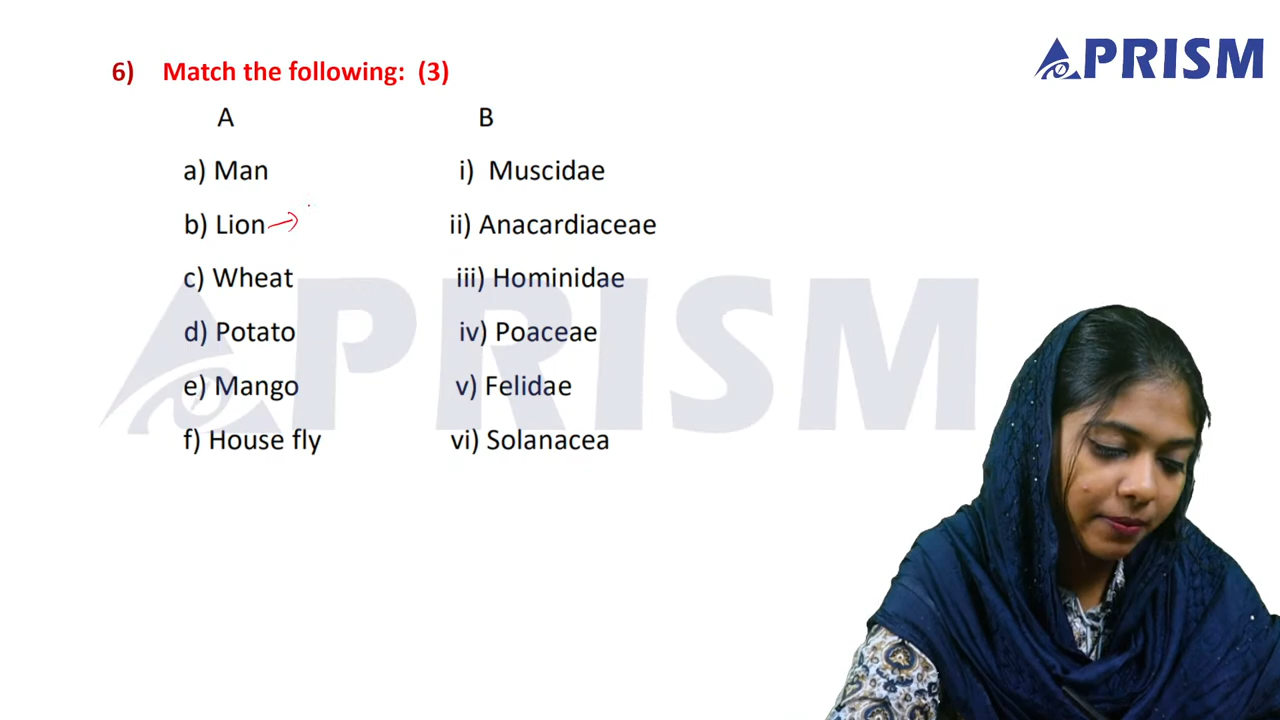 PRISM
6) Match the following: (3)
A B
a) Man i) Muscidae
b) Lion ii) Anacardiaceae
c) Wheat iii) Hominidae
d) Potato iv) Poaceae
e) Mango v) Felidae
f) House fly vi) Solanacea
PRISM